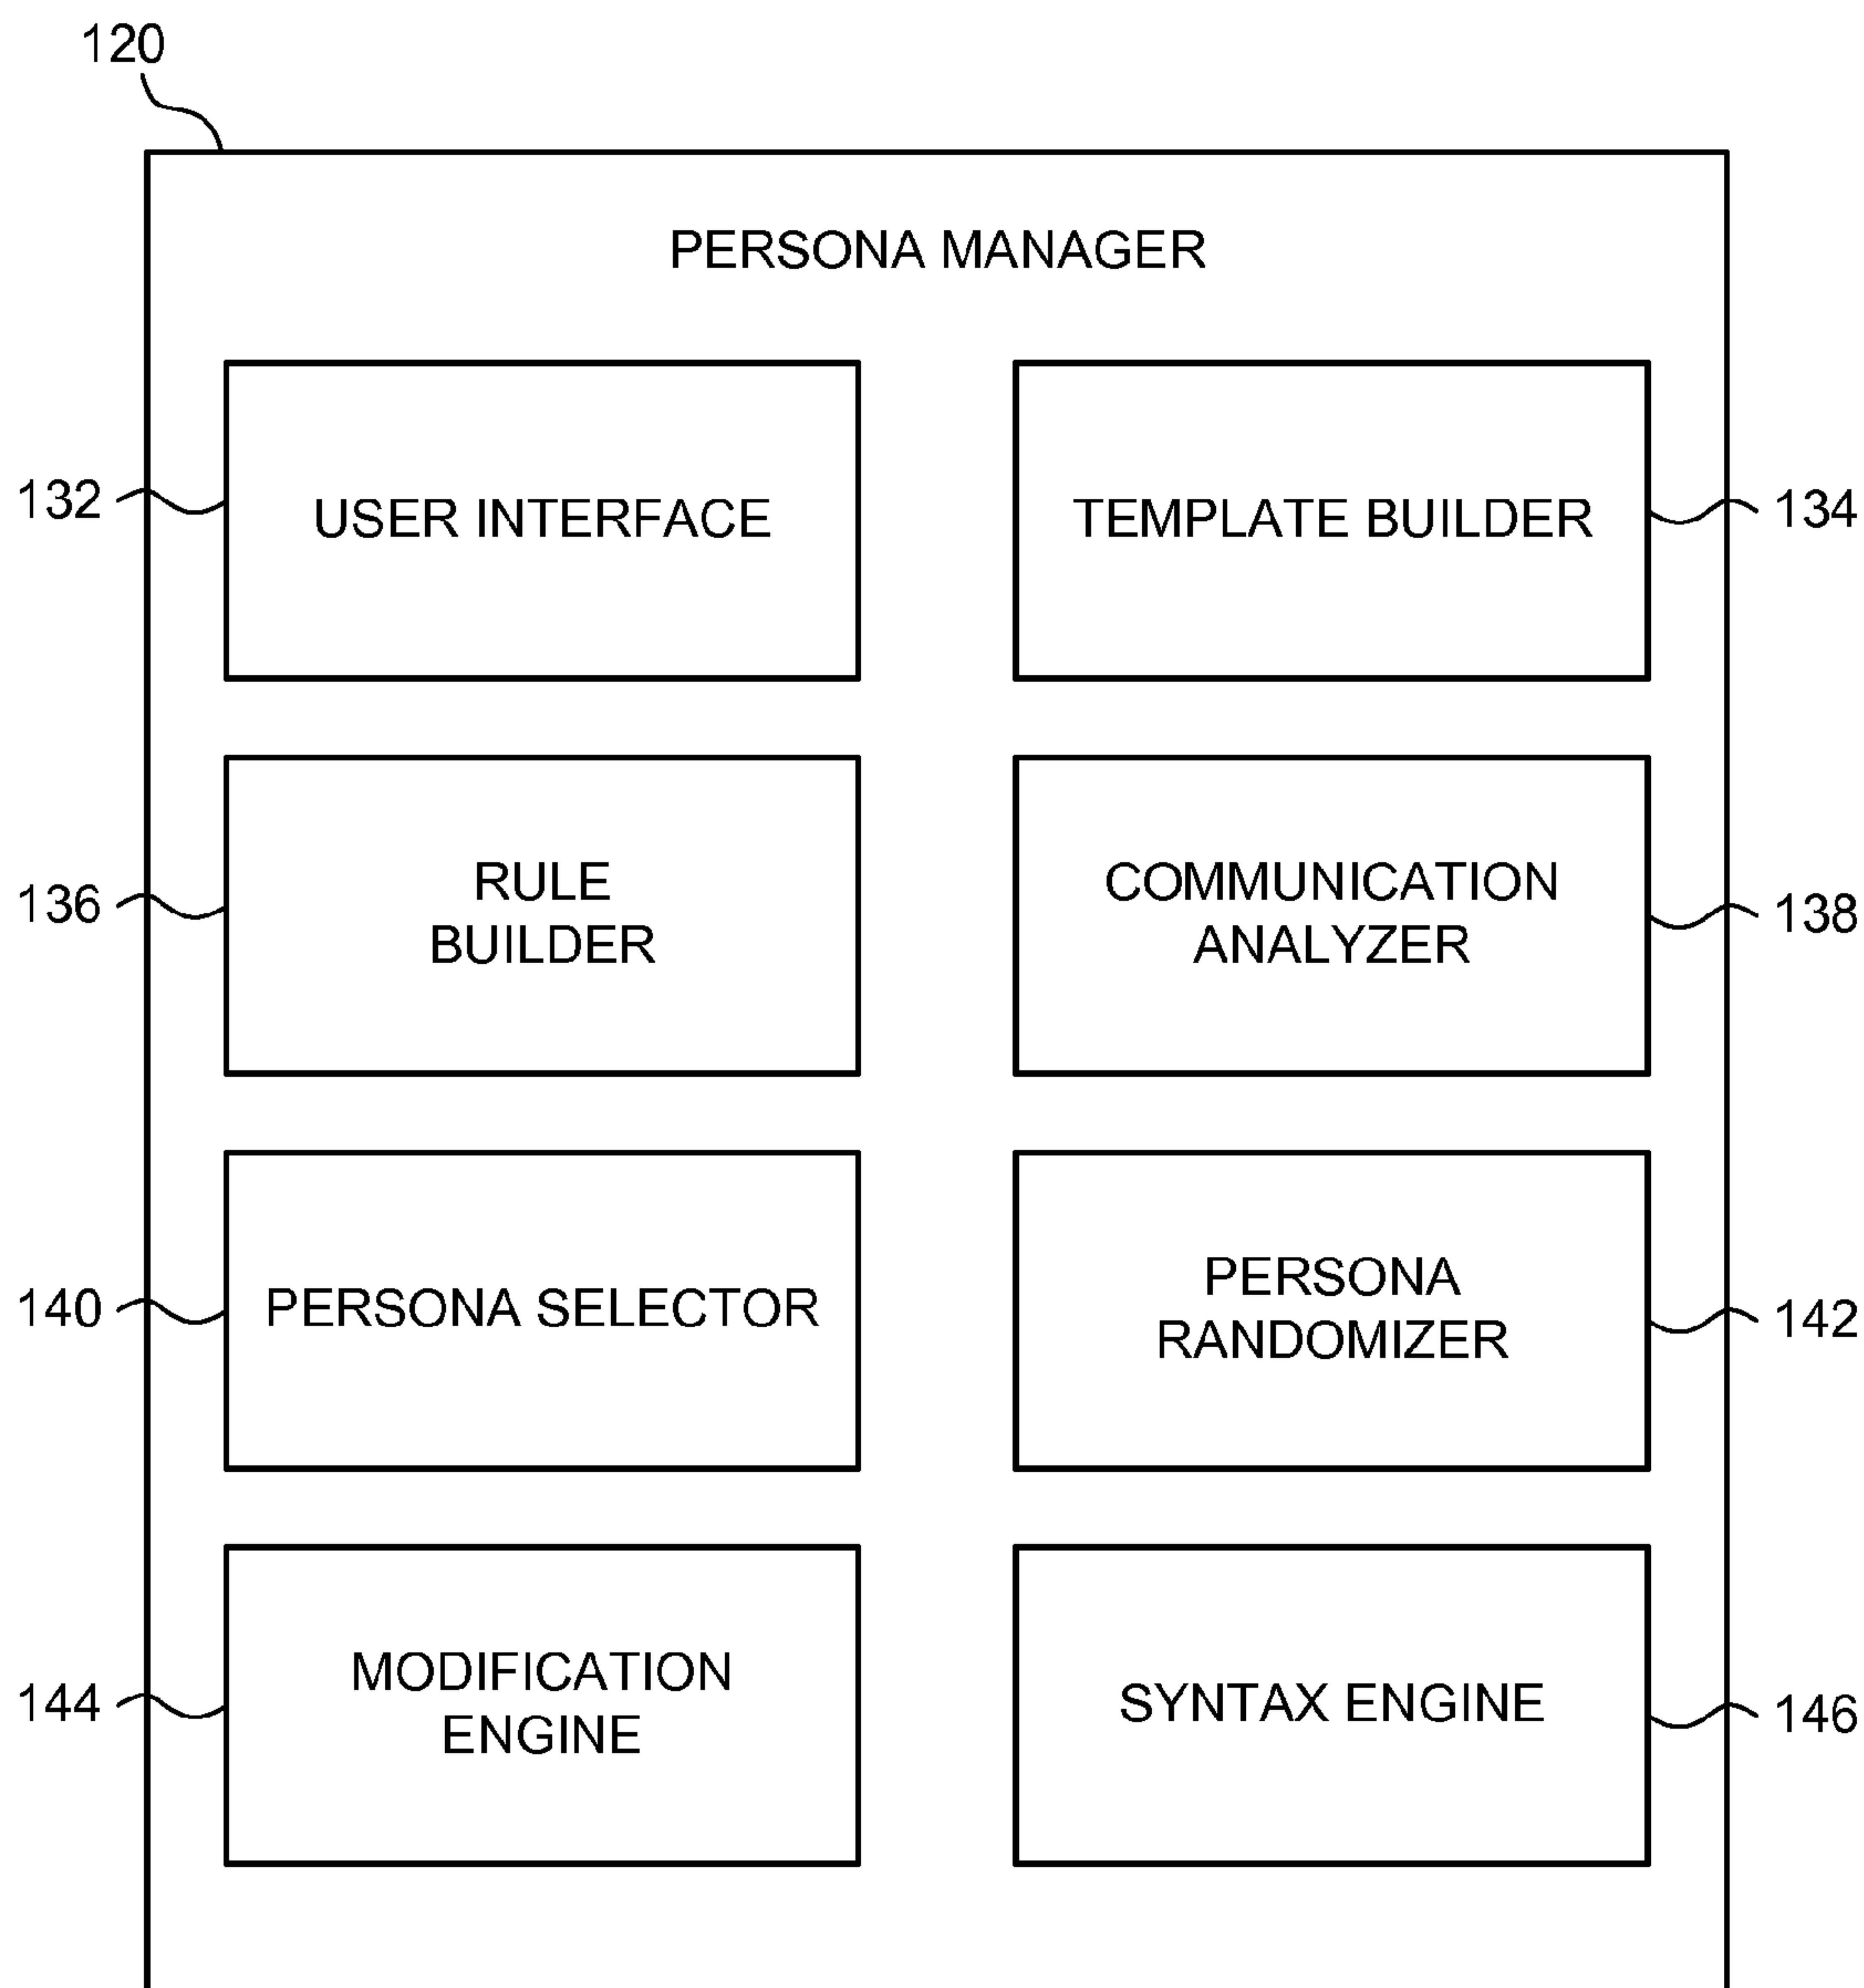 120
PERSONA MANAGER
132
USER INTERFACE
TEMPLATE BUILDER
134
136
RULE
BUILDER
COMMUNICATION
ANALYZER
138
140
PERSONA SELECTOR
PERSONA
RANDOMIZER
142
144
MODIFICATION
ENGINE
SYNTAX ENGINE
146